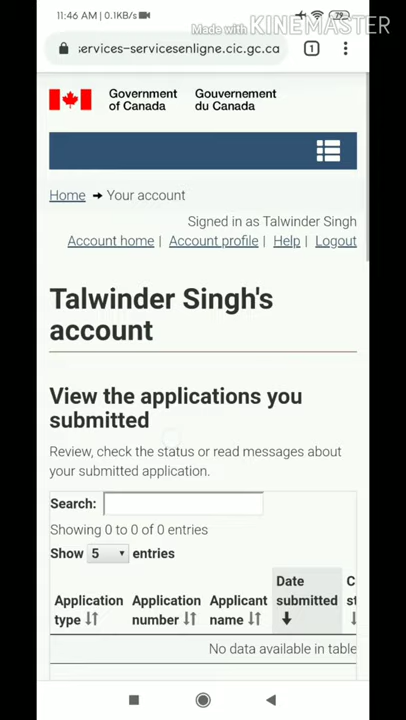 11:46 AM | 0.1KB/s
79
Made with KINEMASTER
ervices-servicesenligne.cic.gc.ca
1
Government Gouvernement
of Canada du Canada
Home ➔ Your account
Signed in as Talwinder Singh
Account home | Account profile | Help | Logout
Talwinder Singh's
account
View the applications you
submitted
Review, check the status or read messages about
your submitted application.
Search:
Showing 0 to 0 of 0 entries
Show 5 entries
Date C
Application Application Applicant submitted st
type number name
No data available in table